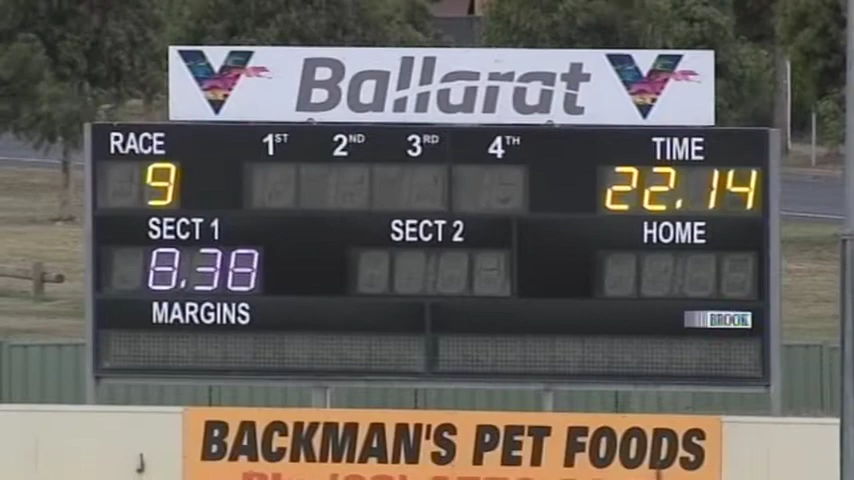 Ballarat
RACE 1ST 2ND 3RD 4TH TIME
9 22.14
SECT 1 SECT 2 HOME
8.38
MARGINS
BROOK
BACKMAN'S PET FOODS